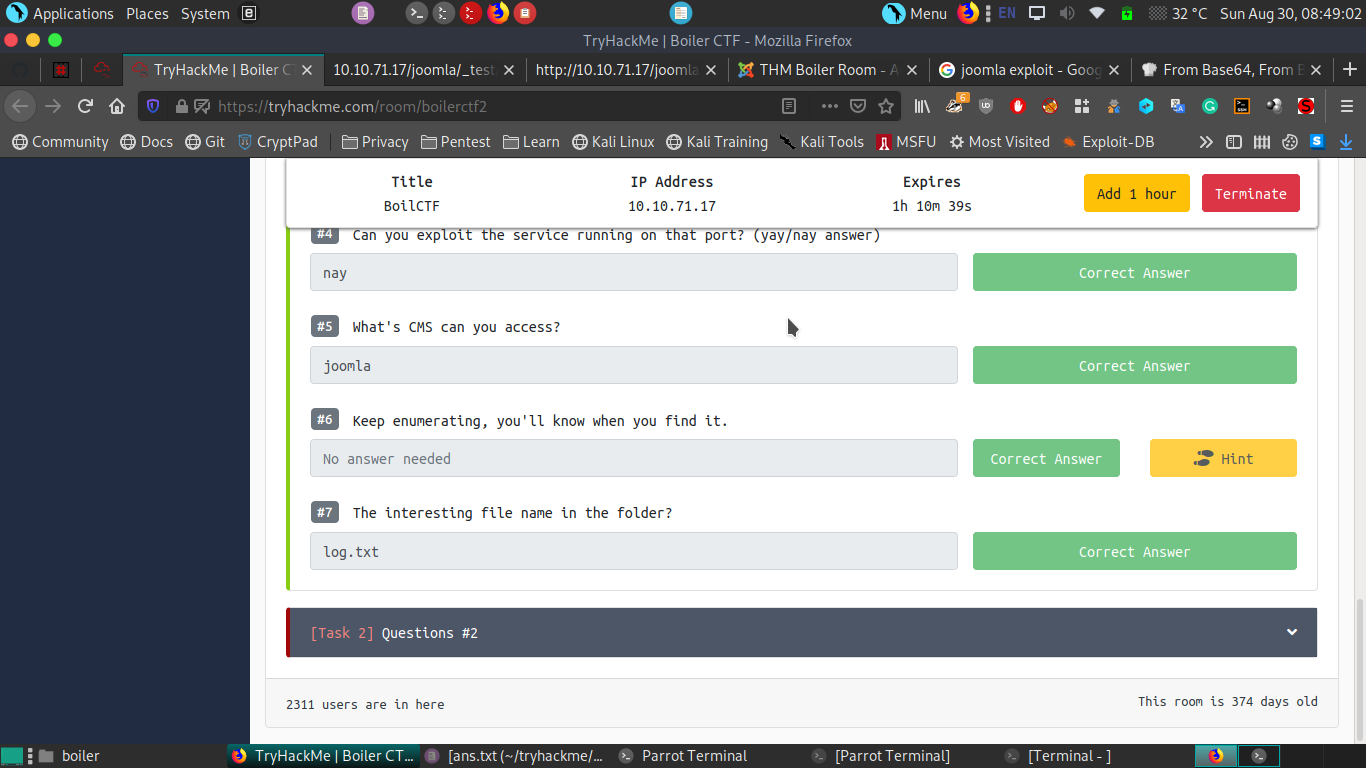 Applications Places System Menu EN 32 °C Sun Aug 30, 08:49:02
TryHackMe | Boiler CTF - Mozilla Firefox
TryHackMe | Boiler C 10.10.71.17/joomla/_test http://10.10.71.17/joomla THM Boiler Room - A joomla exploit - Goog From Base64, From
https://tryhackme.com/room/boilerctf2 6
Community Docs Git CryptPad Privacy Pentest Learn Kali Linux Kali Training Kali Tools MSFU Most Visited Exploit-DB
Title IP Address Expires
BoilCTF 10.10.71.17 1h 10m 39s
Add 1 hour Terminate
#4 Can you exploit the service running on that port? (yay/nay answer)
nay Correct Answer
#5 What's CMS can you access?
joomla Correct Answer
#6 Keep enumerating, you'll know when you find it.
No answer needed Correct Answer Hint
#7 The interesting file name in the folder?
log.txt Correct Answer
[Task 2] Questions #2
2311 users are in here This room is 374 days old
boiler TryHackMe | Boiler CT... [ans.txt (~/tryhackme/... Parrot Terminal [Parrot Terminal] [Terminal - ]